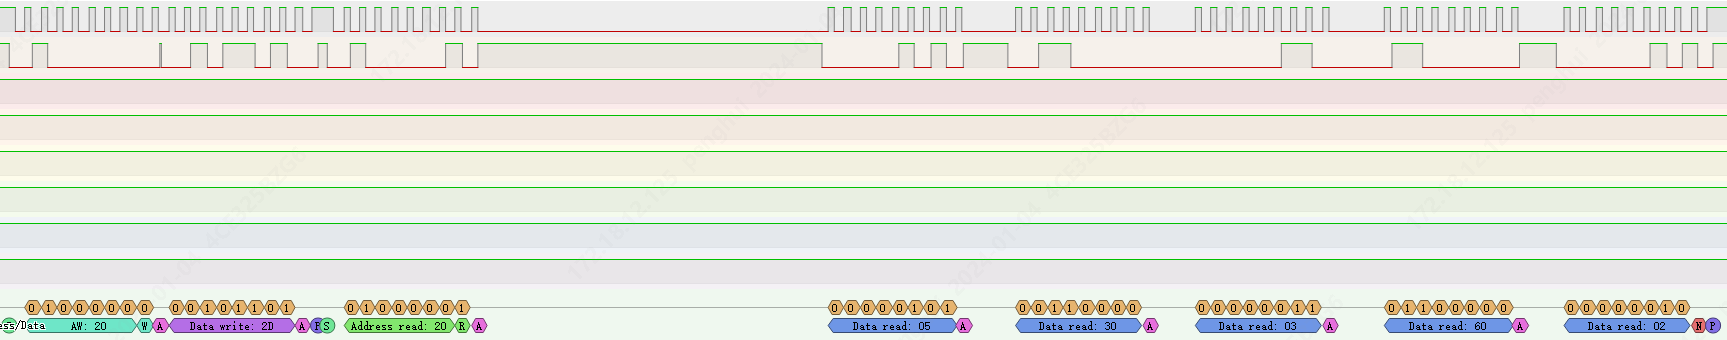 0 1 0 0 0 0 0 0 0 0 1 0 1 1 0 1 0 1 0 0 0 0 0 1 0 0 0 0 0 1 0 1 0 0 1 1 0 0 0 0 0 0 0 0 0 0 1 1 0 1 1 0 0 0 0 0 0 0 0 0 0 0 1 0
ess/Data AW: 20 W A Data write: 2D A P S Address read: 20 R A Data read: 05 A Data read: 30 A Data read: 03 A Data read: 60 A Data read: 02 N P